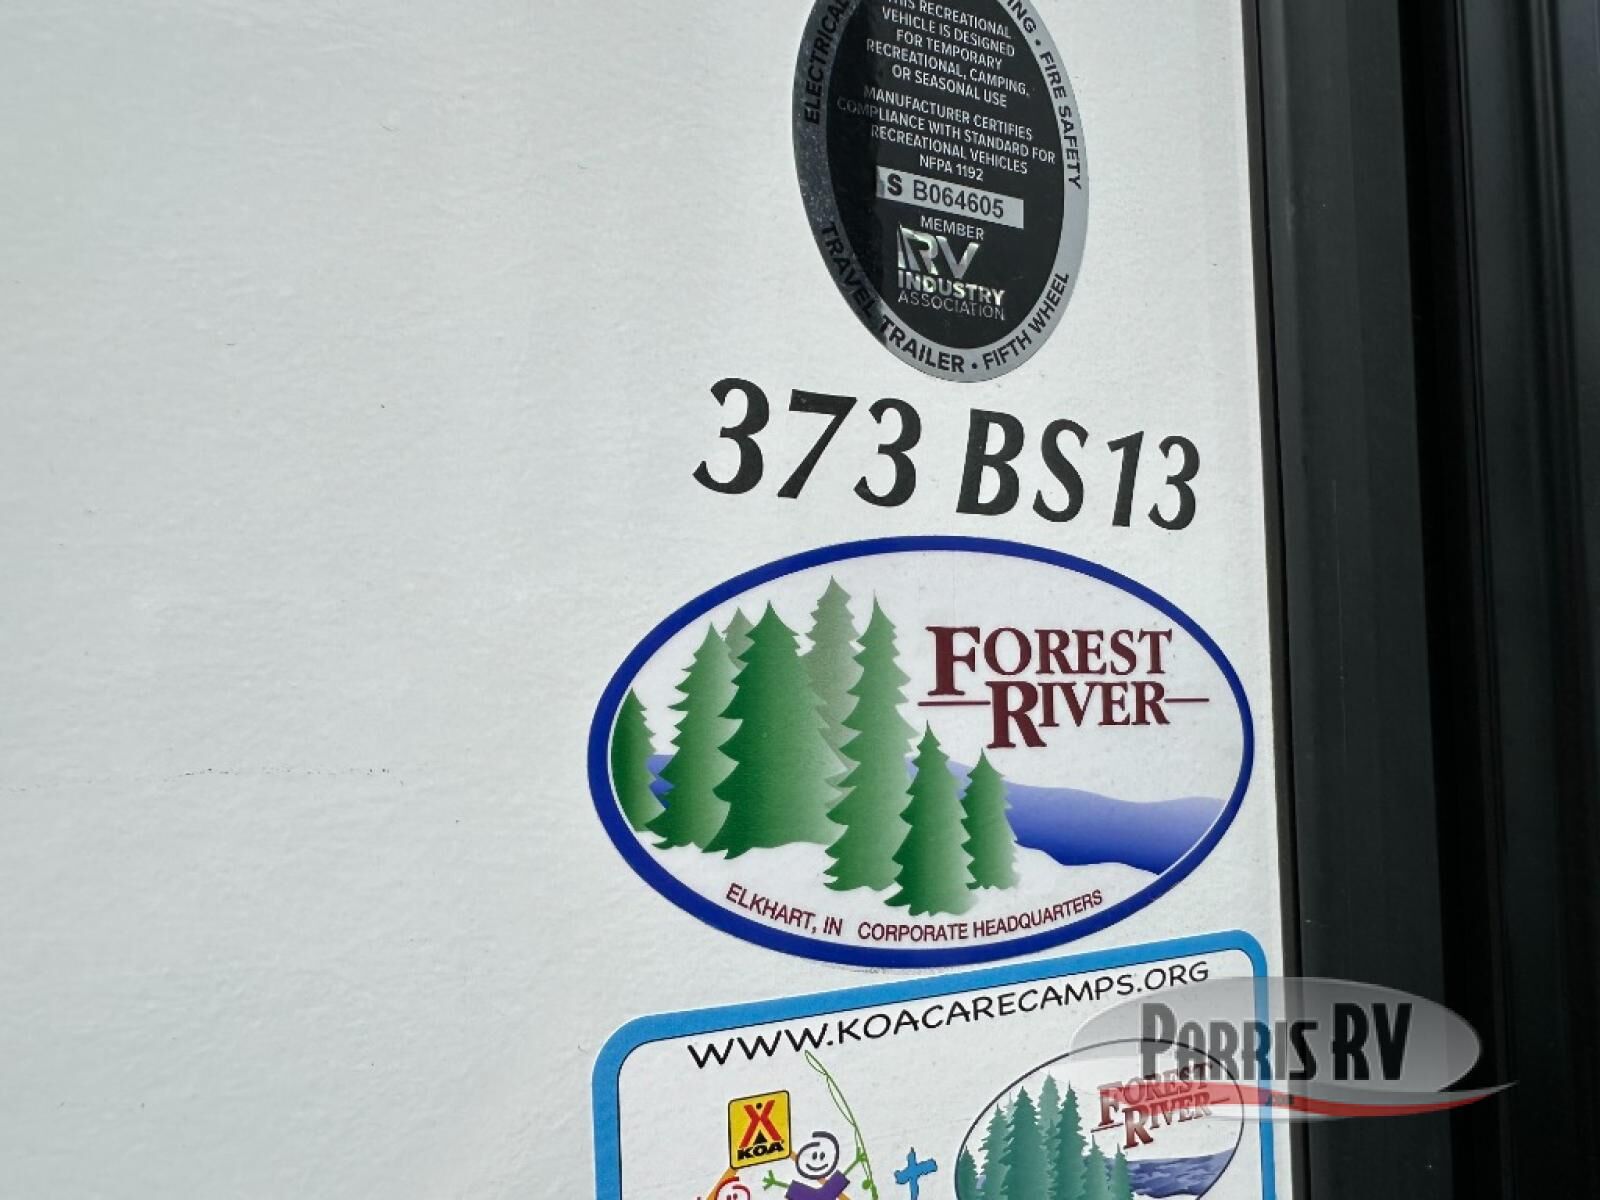 THIS RECREATIONAL
VEHICLE IS DESIGNED
FOR TEMPORARY
RECREATIONAL, CAMPING,
OR SEASONAL USE
MANUFACTURER CERTIFIES
COMPLIANCE WITH STANDARD FOR
RECREATIONAL VEHICLES
NFPA 1192
S B064605
MEMBER
RV
INDUSTRY
ASSOCIATION
ELECTRICAL
• FIRE SAFETY
TRAVEL TRAILER • FIFTH WHEEL
373 BS13
FOREST
RIVER
ELKHART, IN CORPORATE HEADQUARTERS
WWW.KOACARECAMPS.ORG
KOA
+
FOREST
RIVER
PARRIS RV